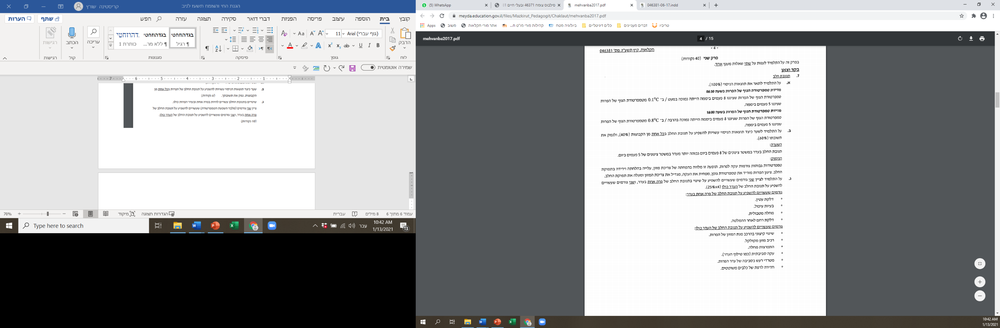 הגנת החי והצומח תשעז לניב
קריסטינה שורץ
קובץ
בית
הוספה
עיצוב
פריסה
הפניות
דברי דואר
סקירה
תצוגה
עזרה
חפש
שתף
הערות
הדבק
Arial (גוף עברי)
11
בגדהוזחטי
¶ רגיל
בגדהוזחטי
¶ ללא מר...
כותרת 1
עריכה
הכתב
רגישות
לוח
גופן
פיסקה
סגנונות
קול
רגישות
שמירה אוטומטית
ב. שער כיצד תוצאות הניסוי עשויות להשפיע על תנובת החלב של הפרות בכל אחת מן
הקבוצות. נמק את תשובתך. (6 נקודות)
ג. שינויים בתנובת החלב עשויים להיות בפרה אחת ובעדר הפרות כולו.
ציין שני גורמים (מלבד השפעת הטמפרטורה) שעשויים להשפיע על תנובת החלב של
פרה אחת בעדר, ושני גורמים שעשויים להשפיע על תנובת החלב של העדר כולו.
(10 נקודות)
עמוד 6 מתוך 6
8 מילים
עברית
הגדרות תצוגה
מיקוד
70%
Type here to search
עבר
10:42 AM
1/13/2021
13
(5) WhatsApp
סילבוס צומח 46371 ובעלי חיים 81
mehvanba2017.pdf
046381-06-17.indd
meyda.education.gov.il/files/Mazkirut_Pedagogit/Chaklaut/mehvanba2017.pdf
Apps
משוב
אתר מורי חקלאות
קהילות מורי מו"ט ח...
ביולוגיה מטח
כלים דיגיטליים
דברים מעניינים
טריביו
mehvanba2017.pdf
4 / 15
- 4 -
חקלאות, קיץ תשע"ז, מס' 046381
פרק שני (40 נקודות)
בפרק זה על התלמיד לענות על שתי שאלות מענף אחד.
בקר וצאן
7. תנובת חלב
א. על התלמיד לתאר את תוצאות הניסוי (100%).
מדידת טמפרטורת הגוף של הפרות בשעה 06:30
טמפרטורת הגוף של הפרות שציננו 8 פעמים ביממה הייתה נמוכה במעט / ב־ 0.1°C מטמפרטורת הגוף של הפרות
שציננו 5 פעמים ביממה.
מדידת טמפרטורת הגוף של הפרות בשעה 16:00
טמפרטורת הגוף של הפרות שציננו 8 פעמים ביממה הייתה נמוכה בהרבה / ב־ 0.8°C מטמפרטורת הגוף של הפרות
שציננו 5 פעמים ביממה.
ב. על התלמיד לשער כיצד תוצאות הניסוי עשויות להשפיע על תנובת החלב בכל אחת מן הקבוצות (40%), ולנמק את
תשובתו (60%).
השערה:
תנובת החלב בעדר במשטר צינונים של 8 פעמים ביום גבוהה יותר מעדר במשטר צינונים של 5 פעמים ביום.
הנימוק:
טמפרטורות גבוהות גורמות עקה לפרות. תופעה זו מלווה בהפחתה של צריכת מזון, עלייה בהלחתה וירידה בתפוקת
החלב. צינון הפרות מוריד את טמפרטורת גופן, מפחית את העקה, מגדיל את צריכת המזון ומעלה את תפוקת החלב.
ג. על התלמיד לציין שני גורמים שעשויים להשפיע על שינוי בתנובת החלב של פרה אחת בעדר, ושני גורמים שעשויים
להשפיע על תנובת החלב של העדר כולו (25%x4).
גורמים שעשויים להשפיע על תנובת החלב של פרה אחת בעדר:
° דלקת עטין.
° בעיות עיכול.
° מחלה מטבולית.
° דלקת רחם לאחר ההמלטה.
גורמים שעשויים להשפיע על תנובת החלב של העדר כולו:
° שינוי קיצוני בהרכב מנת המזון של הפרות.
° רכיב מזון מקולקל.
° התפרצות מחלה.
° עקה סביבתית (כמו טילוף העדר).
° מטרדי רעש בסביבה של עדר הפרות.
° חדירה לרפת של כלבים משוטטים.
10:42 AM
1/13/2021